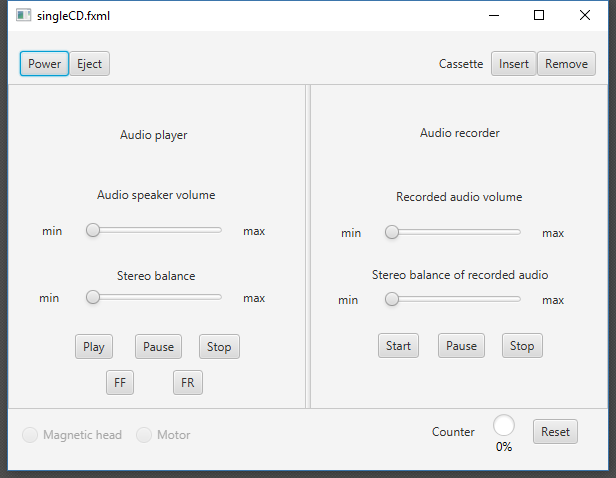 singleCD.fxml
Power Eject Cassette Insert Remove
Audio player
Audio speaker volume
min max
Stereo balance
min max
Play Pause Stop
FF FR
Audio recorder
Recorded audio volume
min max
Stereo balance of recorded audio
min max
Start Pause Stop
Magnetic head Motor Counter Reset
0%